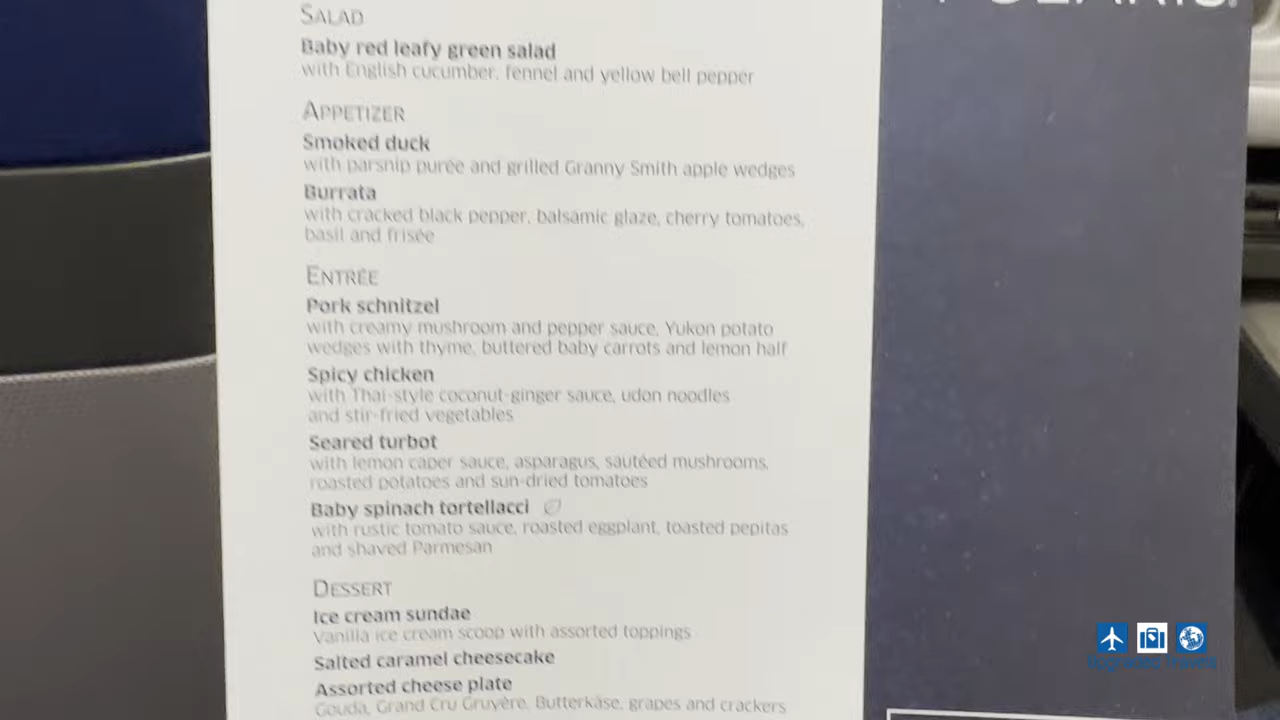 SALAD
Baby red leafy green salad
with English cucumber, fennel and yellow bell pepper
APPETIZER
Smoked duck
with parsnip purée and grilled Granny Smith apple wedges
Burrata
with cracked black pepper, balsamic glaze, cherry tomatoes,
basil and frisée
ENTRÉE
Pork schnitzel
with creamy mushroom and pepper sauce, Yukon potato
wedges with thyme, buttered baby carrots and lemon half
Spicy chicken
with Thai-style coconut-ginger sauce, udon noodles
and stir-fried vegetables
Seared turbot
with lemon caper sauce, asparagus, sautéed mushrooms,
roasted potatoes and sun-dried tomatoes
Baby spinach tortellacci
with rustic tomato sauce, roasted eggplant, toasted pepitas
and shaved Parmesan
DESSERT
Ice cream sundae
Vanilla ice cream scoop with assorted toppings
Salted caramel cheesecake
Assorted cheese plate
Gouda, Grand Cru Gruyère, Butterkäse, grapes and crackers